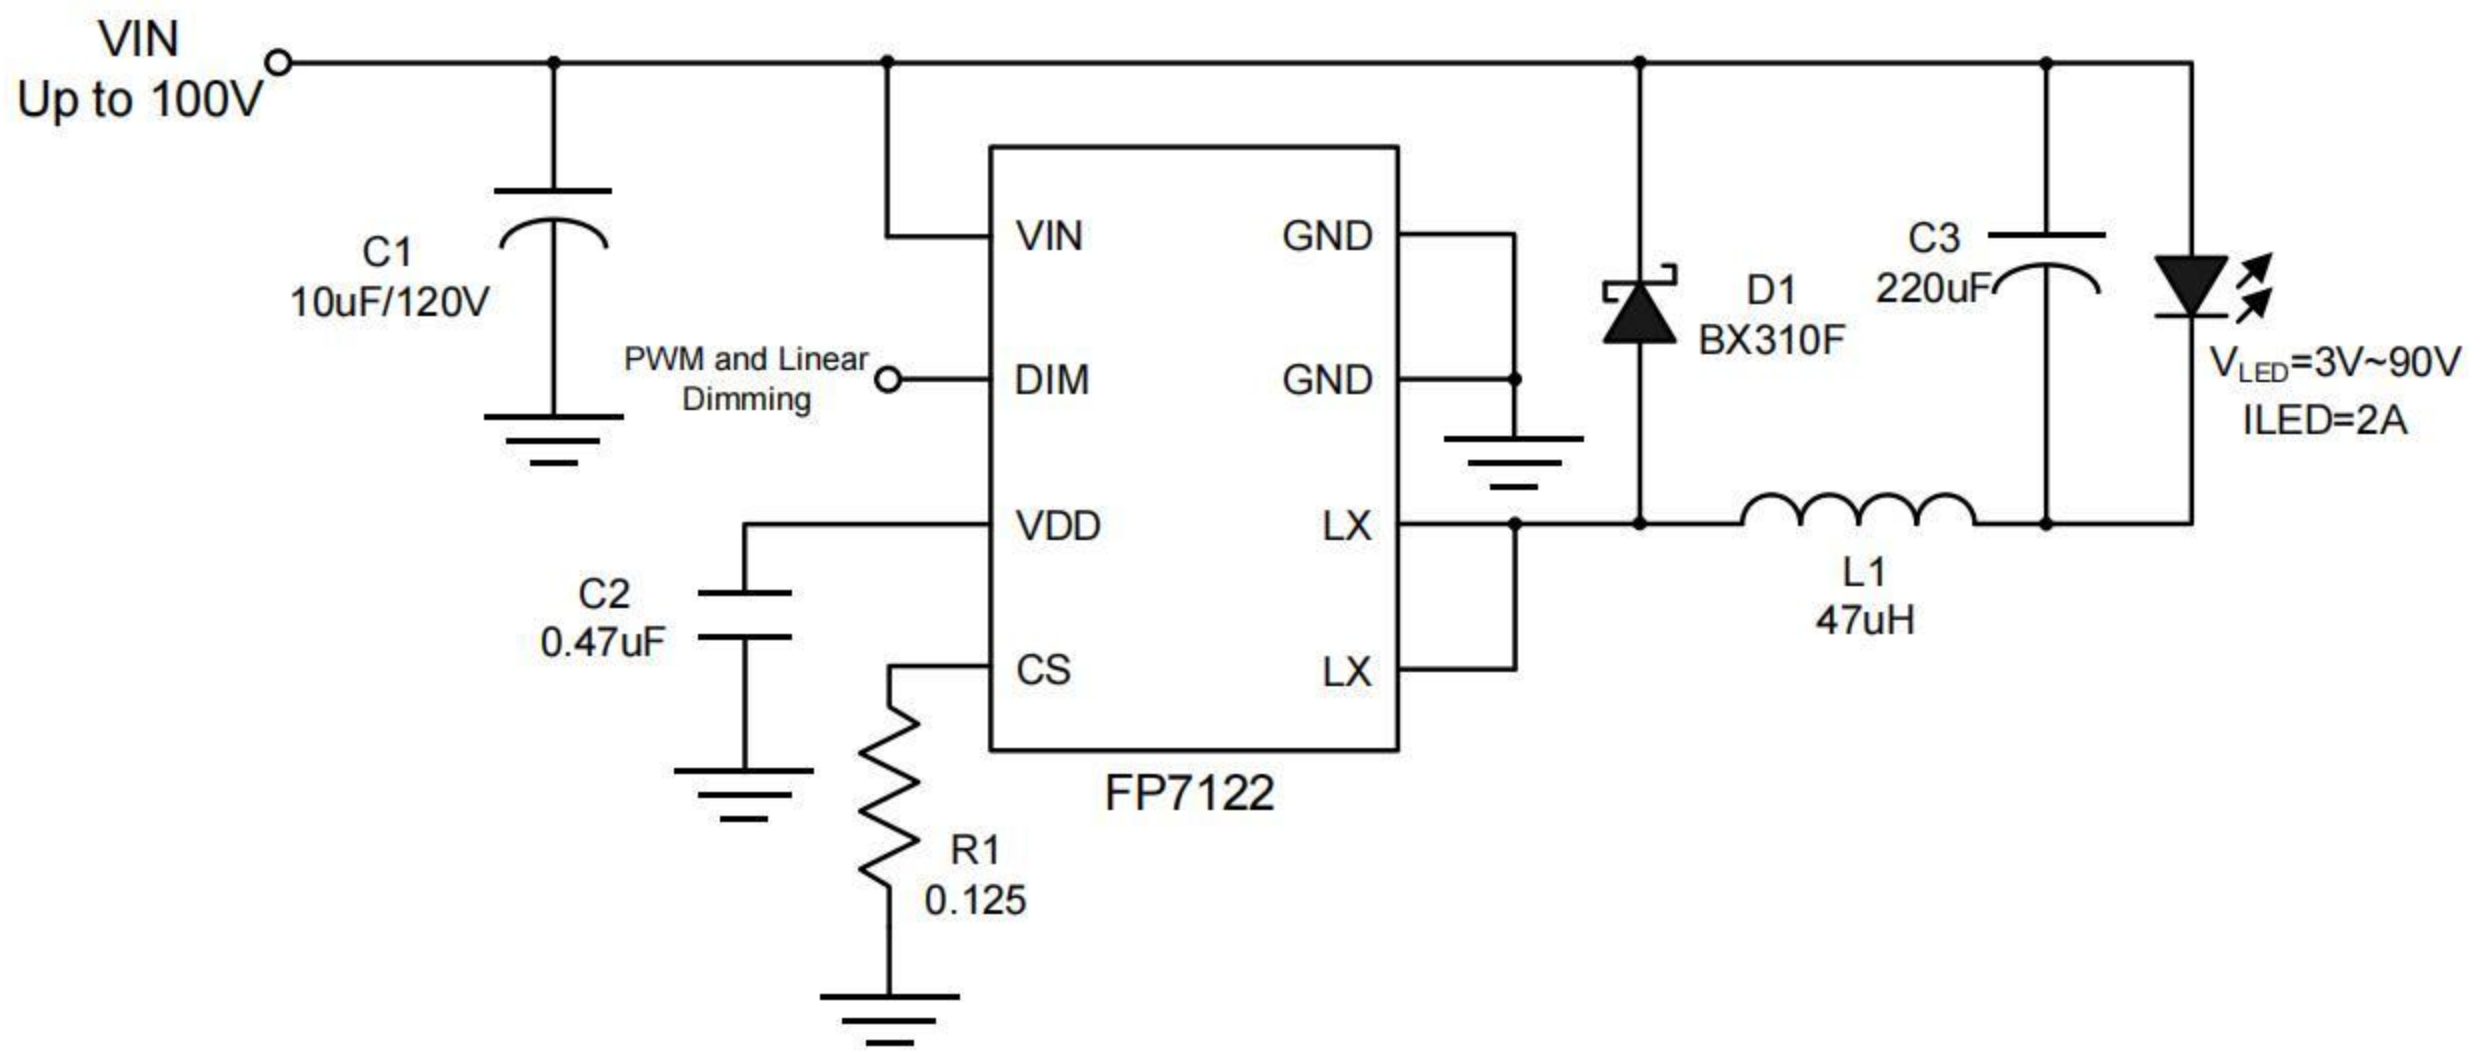 VIN
Up to 100V
C1
10uF/120V
PWM and Linear
Dimming
VIN
DIM
VDD
CS
GND
GND
LX
LX
FP7122
C2
0.47uF
R1
0.125
D1
BX310F
L1
47uH
C3
220uF
VLED=3V~90V
ILED=2A